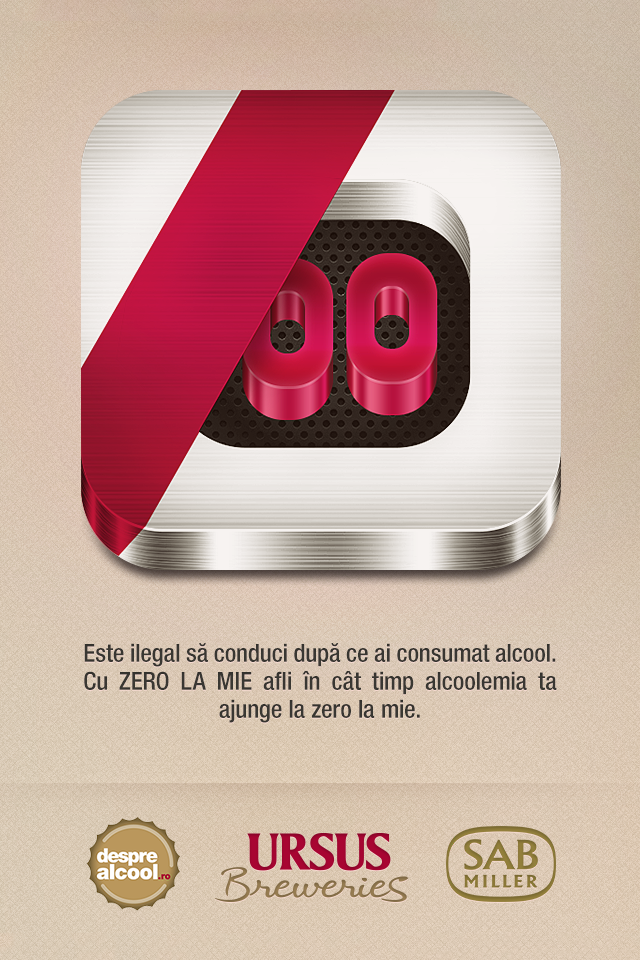 00
Este ilegal să conduci după ce ai consumat alcool.
Cu ZERO LA MIE afli în cât timp alcoolemia ta
ajunge la zero la mie.
despre
alcool.ro
URSUS
Breweries
SAB
MILLER